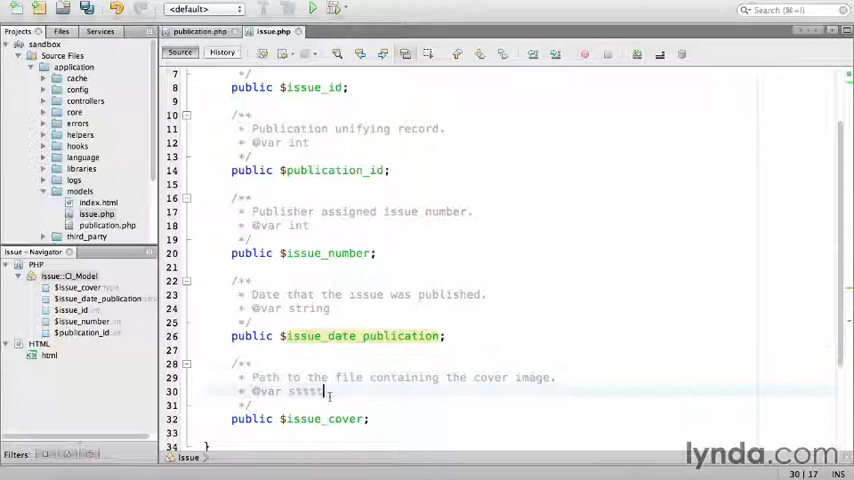 <default>
Search (⌘+I)
Projects Files Services
publication.php issue.php
Source History
sandbox
Source Files
application
cache
config
controllers
core
errors
helpers
hooks
language
libraries
logs
models
index.html
issue.php
publication.php
third_party
Issue - Navigator
PHP
Issue::CI_Model
$issue_cover:type
$issue_date_publication
$issue_id:int
$issue_number:int
$publication_id:int
HTML
html
Filters:
7 */
8 public $issue_id;
9
10 /**
11 * Publication unifying record.
12 * @var int
13 */
14 public $publication_id;
15
16 /**
17 * Publisher assigned issue number.
18 * @var int
19 */
20 public $issue_number;
21
22 /**
23 * Date that the issue was published.
24 * @var string
25 */
26 public $issue_date_publication;
27
28 /**
29 * Path to the file containing the cover image.
30 * @var
31 */
32 public $issue_cover;
33
34 }
Issue
lynda.com
30 | 17 INS